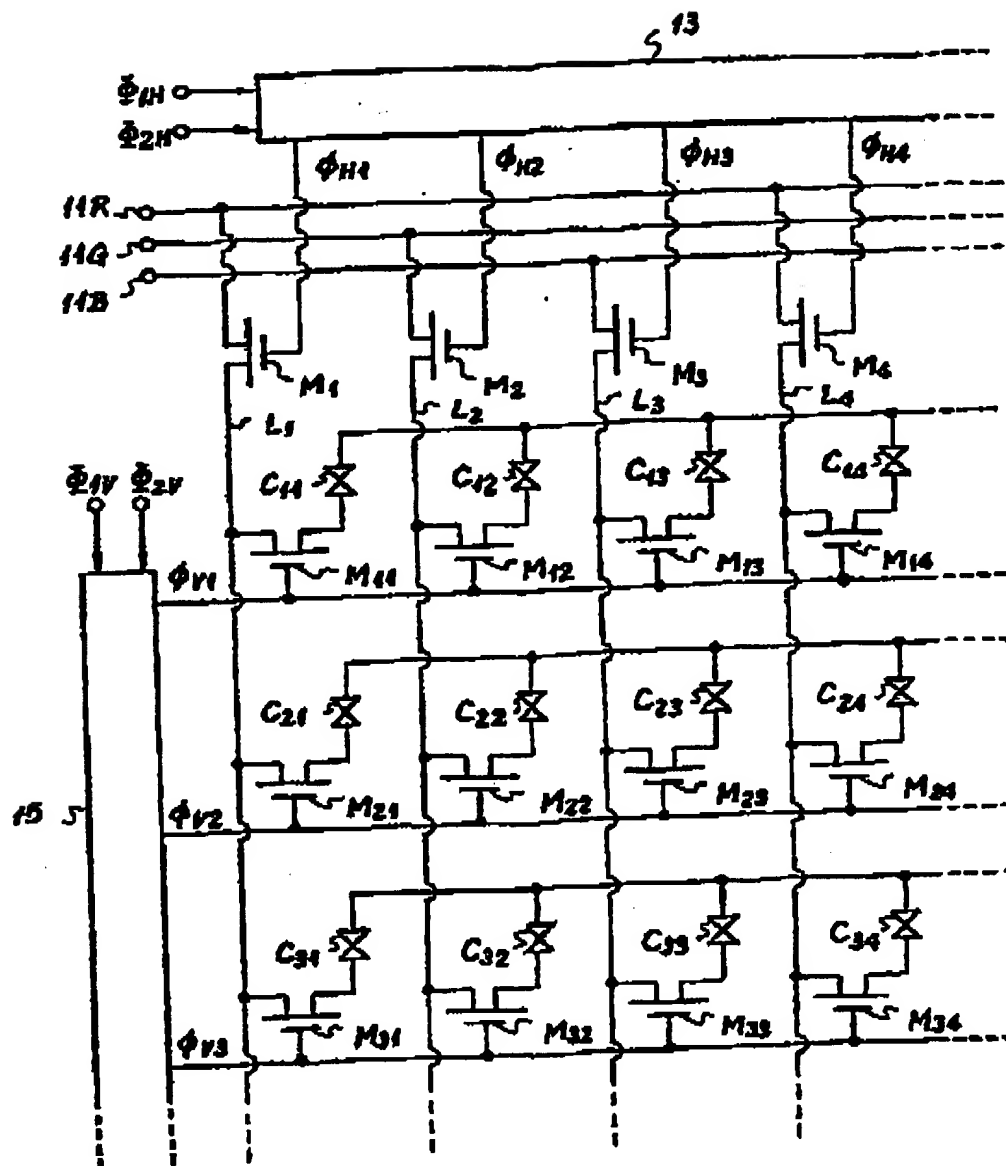 13
Φ1H
Φ2H
ϕH1 ϕH2 ϕH3 ϕH4
11R
11G
11B
M1 M2 M3 M4
L1 L2 L3 L4
C11 C12 C13 C14
Φ1V Φ2V
M11 M12 M13 M14
ϕV1
C21 C22 C23 C24
M21 M22 M23 M24
15
ϕV2
C31 C32 C33 C34
M31 M32 M33 M34
ϕV3